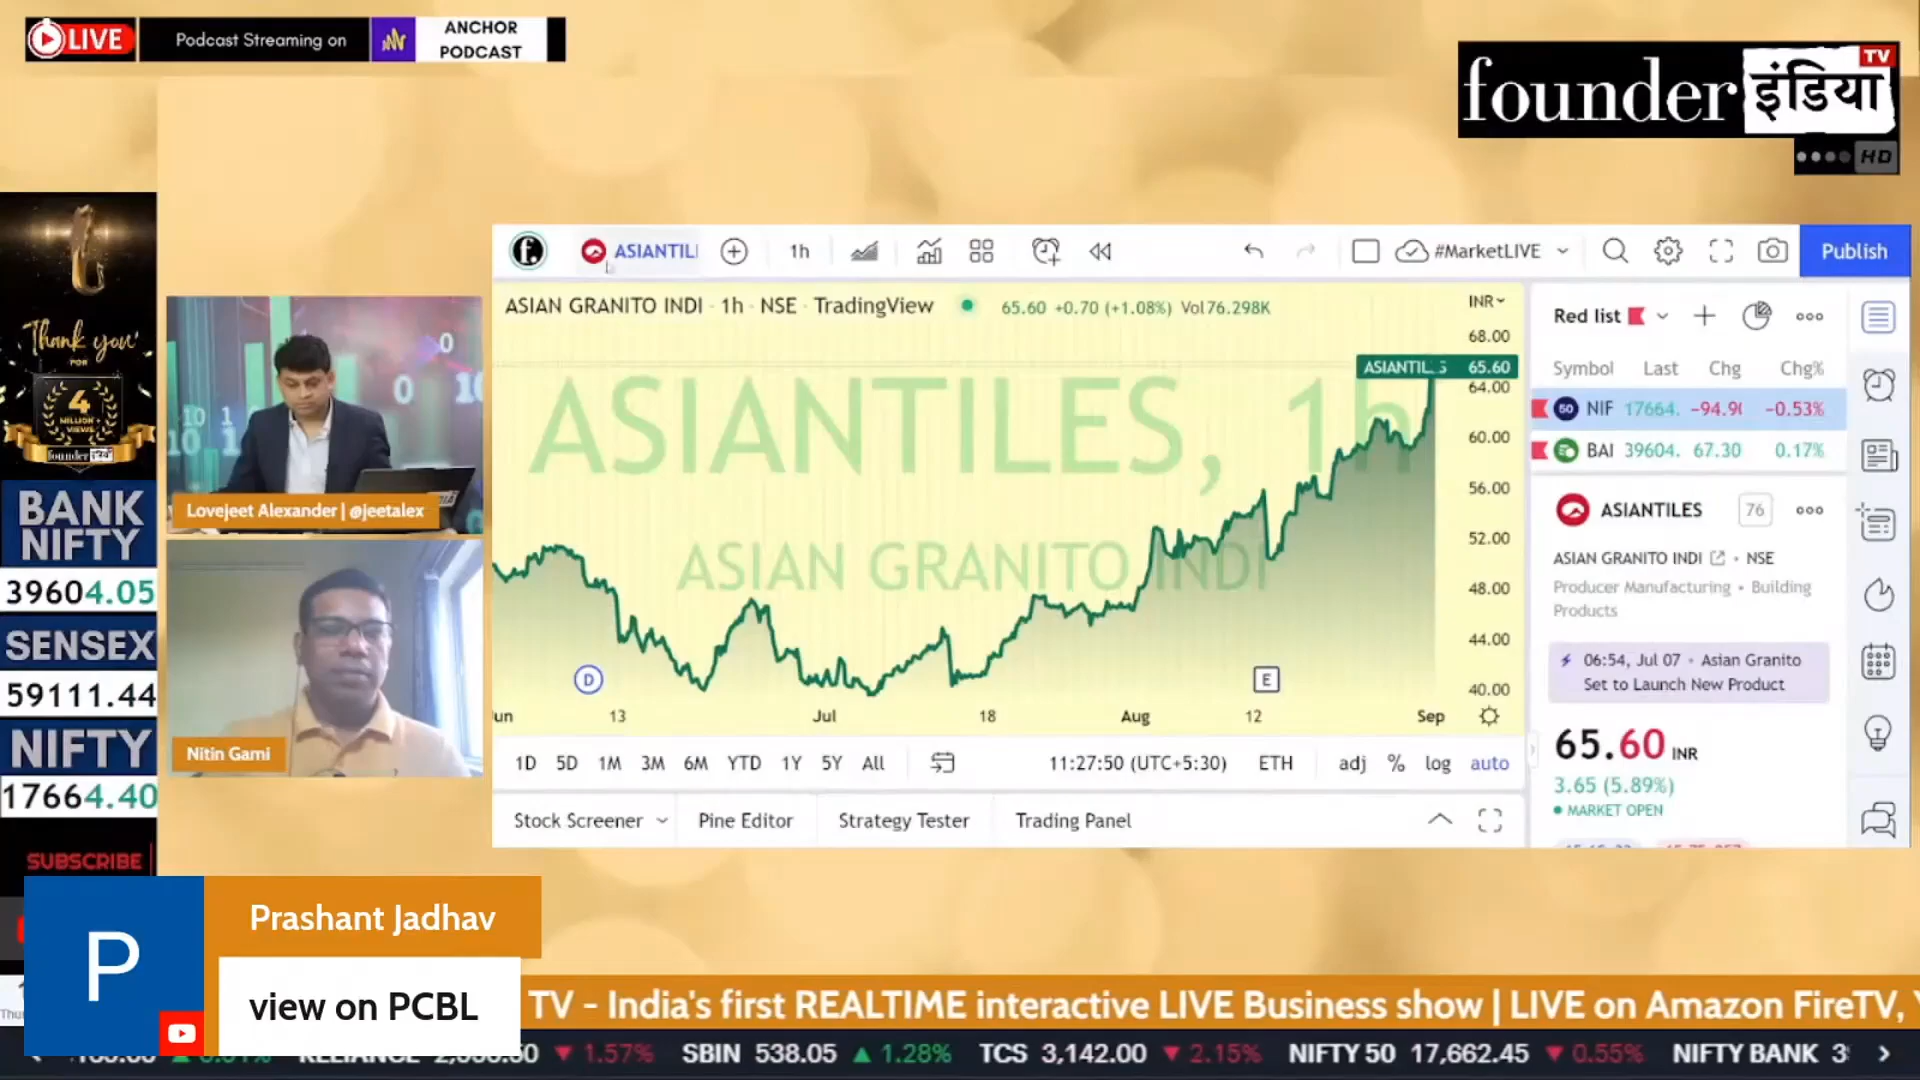 LIVE
Podcast Streaming on
ANCHOR
PODCAST
founder इंडिया TV
HD
Thank you
FOR
4
MILLION+
VIEWS
founder इंडिया
BANK
NIFTY
39604.05
SENSEX
59111.44
NIFTY
17664.40
SUBSCRIBE
Lovejeet Alexander | @jeetalex
Nitin Gami
f.
ASIANTIL
1h
#MarketLIVE
Publish
ASIAN GRANITO INDI · 1h · NSE · TradingView
65.60 +0.70 (+1.08%) Vol76.298K
INR
68.00
ASIANTIL 65.60
64.00
60.00
56.00
52.00
48.00
44.00
40.00
ASIANTILES, 1h
ASIAN GRANITO INDI
D
E
un 13 Jul 18 Aug 12 Sep
1D 5D 1M 3M 6M YTD 1Y 5Y All
11:27:50 (UTC+5:30) ETH adj % log auto
Stock Screener Pine Editor Strategy Tester Trading Panel
Red list
Symbol Last Chg Chg%
50 NIF 17664. −94.90 −0.53%
BAI 39604. 67.30 0.17%
ASIANTILES 76
ASIAN GRANITO INDI · NSE
Producer Manufacturing · Building
Products
06:54, Jul 07 · Asian Granito
Set to Launch New Product
65.60 INR
3.65 (5.89%)
MARKET OPEN
P
Prashant Jadhav
view on PCBL
TV - India's first REALTIME interactive LIVE Business show | LIVE on Amazon FireTV,
1.57% SBIN 538.05 ▲ 1.28% TCS 3,142.00 ▼ 2.15% NIFTY 50 17,662.45 ▼ 0.55% NIFTY BANK